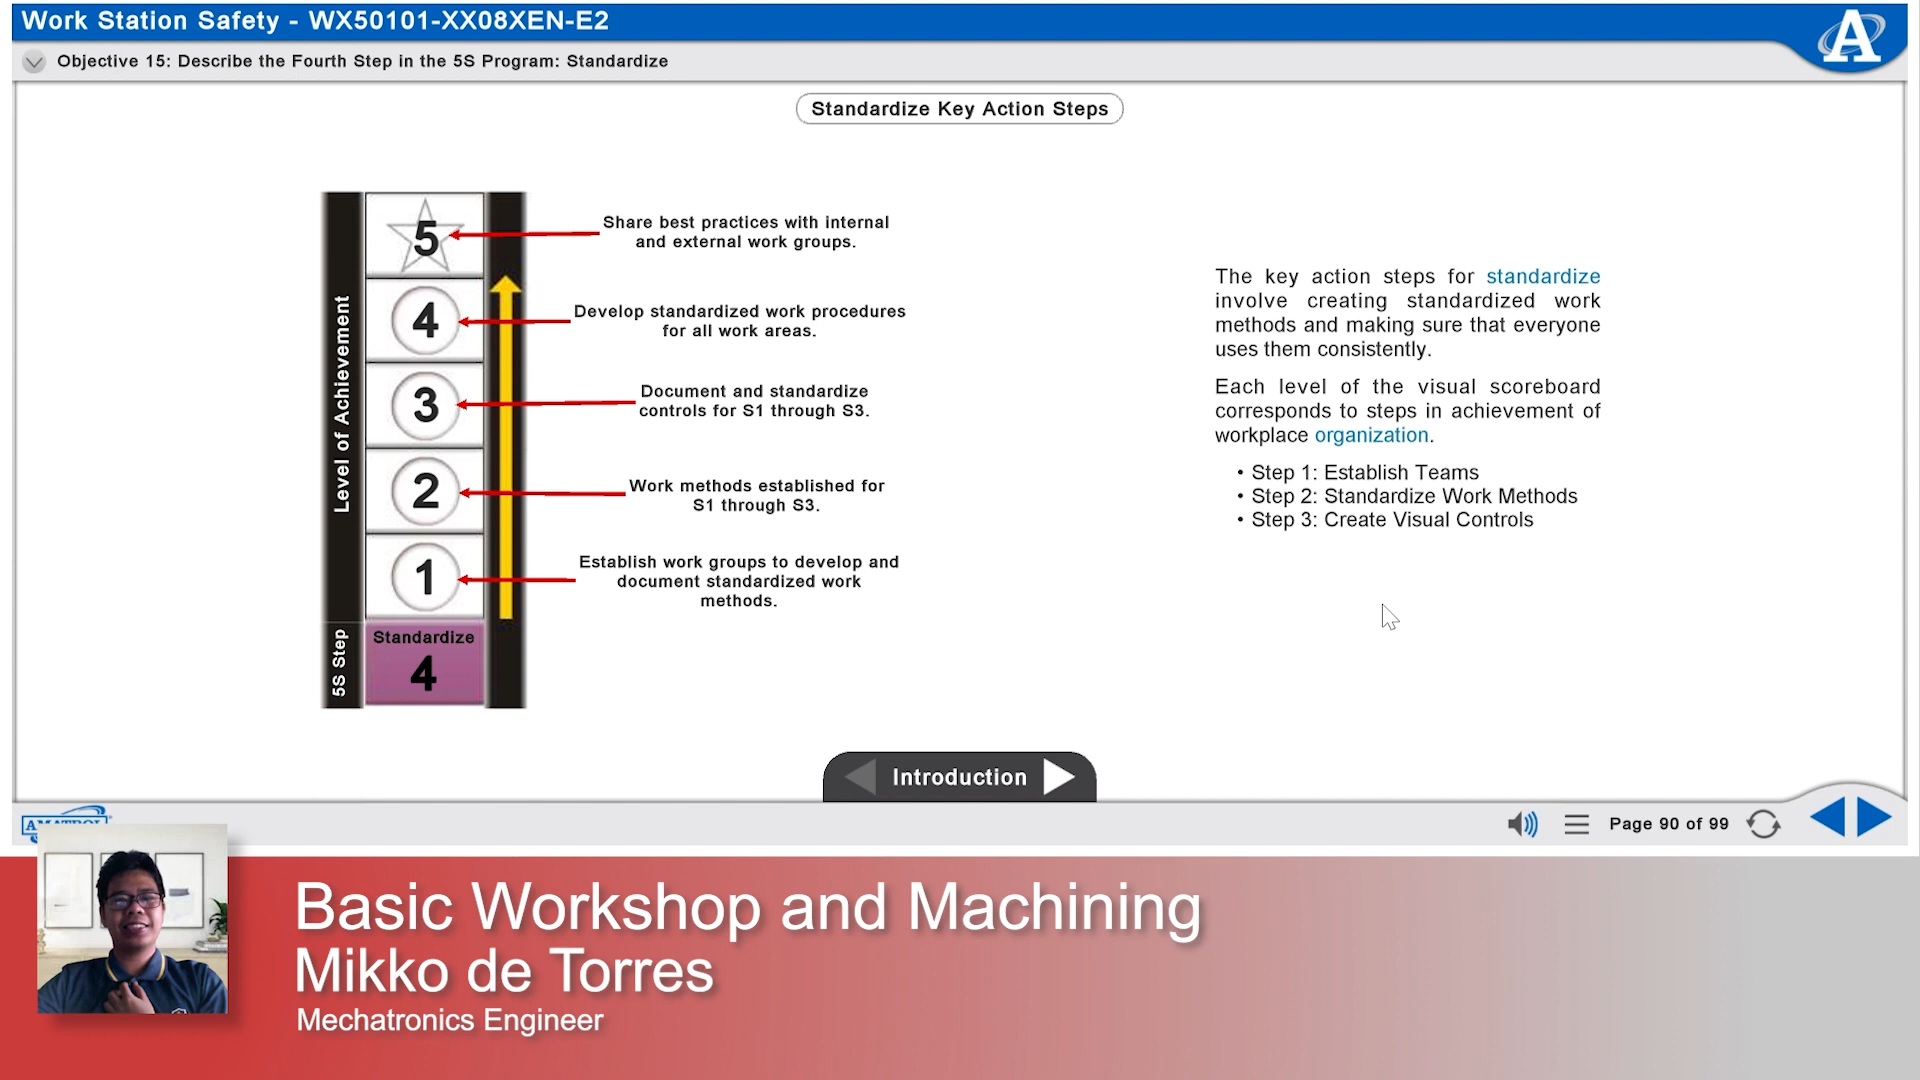 Work Station Safety - WX50101-XX08XEN-E2
A
Objective 15: Describe the Fourth Step in the 5S Program: Standardize
Standardize Key Action Steps
Level of Achievement
5
Share best practices with internal
and external work groups.
4
Develop standardized work procedures
for all work areas.
3
Document and standardize
controls for S1 through S3.
2
Work methods established for
S1 through S3.
1
Establish work groups to develop and
document standardized work
methods.
5S Step
Standardize
4
The key action steps for standardize
involve creating standardized work
methods and making sure that everyone
uses them consistently.
Each level of the visual scoreboard
corresponds to steps in achievement of
workplace organization.
• Step 1: Establish Teams
• Step 2: Standardize Work Methods
• Step 3: Create Visual Controls
Introduction
AMATROL
Page 90 of 99
Basic Workshop and Machining
Mikko de Torres
Mechatronics Engineer